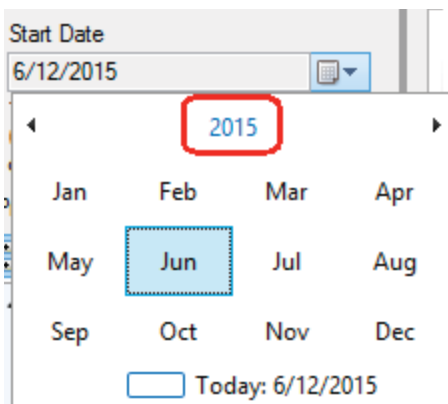 Start Date
6/12/2015
2015
Jan Feb Mar Apr
May Jun Jul Aug
Sep Oct Nov Dec
Today: 6/12/2015